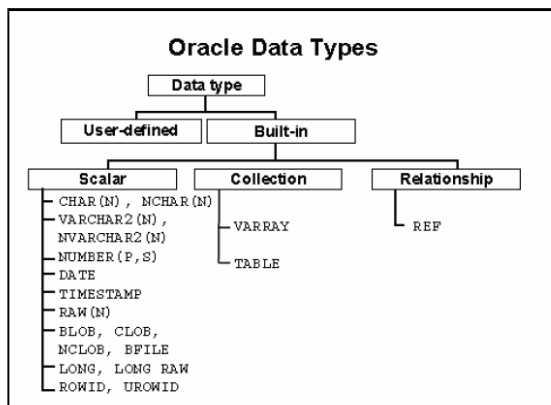 Oracle Data Types
Data type
User-defined
Built-in
Scalar
Collection
Relationship
CHAR(N), NCHAR(N)
VARCHAR2(N),
NVARCHAR2(N)
NUMBER(P,S)
DATE
TIMESTAMP
RAW(N)
BLOB, CLOB,
NCLOB, BFILE
LONG, LONG RAW
ROWID, UROWID
VARRAY
TABLE
REF